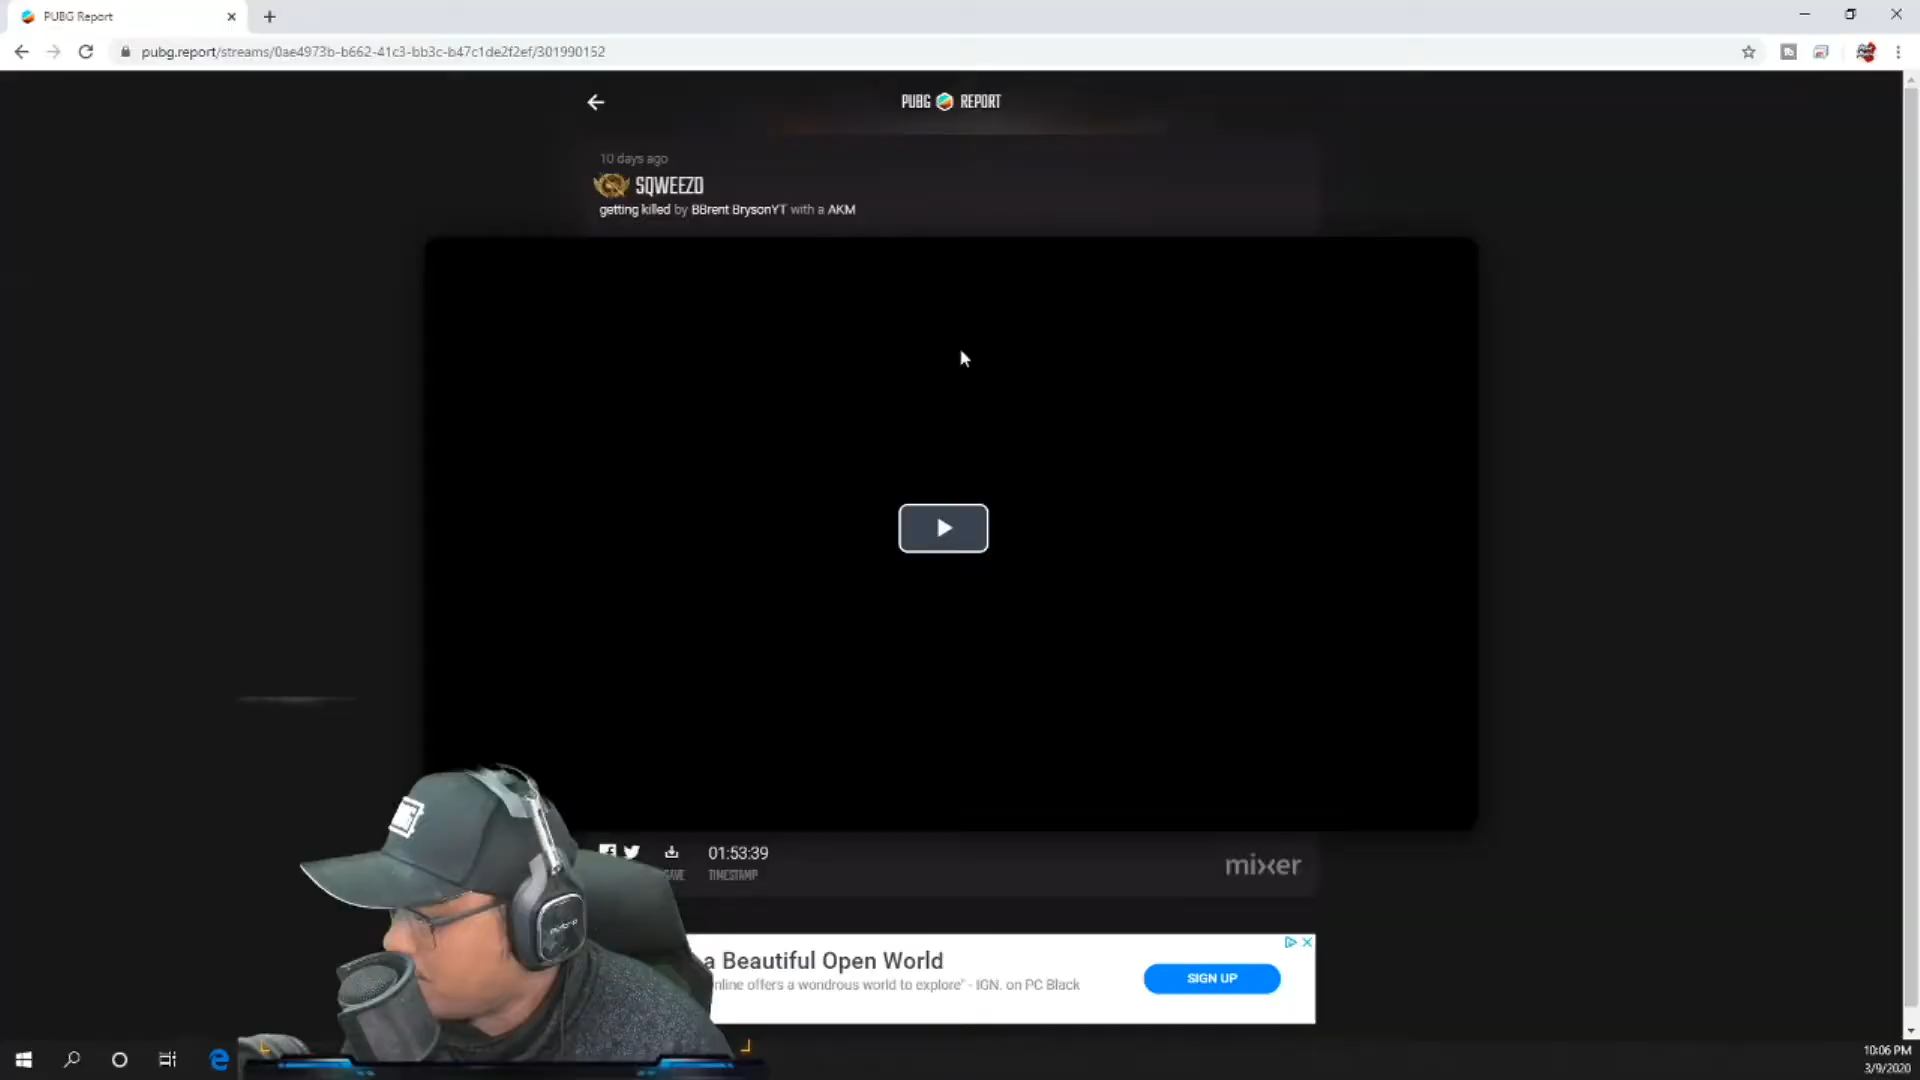 PUBG Report
pubg.report/streams/0ae4973b-b662-41c3-bb3c-b47c1de2f2ef/301990152
PUBG REPORT
10 days ago
SQWEEZD
getting killed by BBrent BrysonYT with a AKM
01:53:39
SAVE
TIMESTAMP
mixer
a Beautiful Open World
nline offers a wondrous world to explore" - IGN. on PC Black
SIGN UP
10:06 PM
3/9/2020